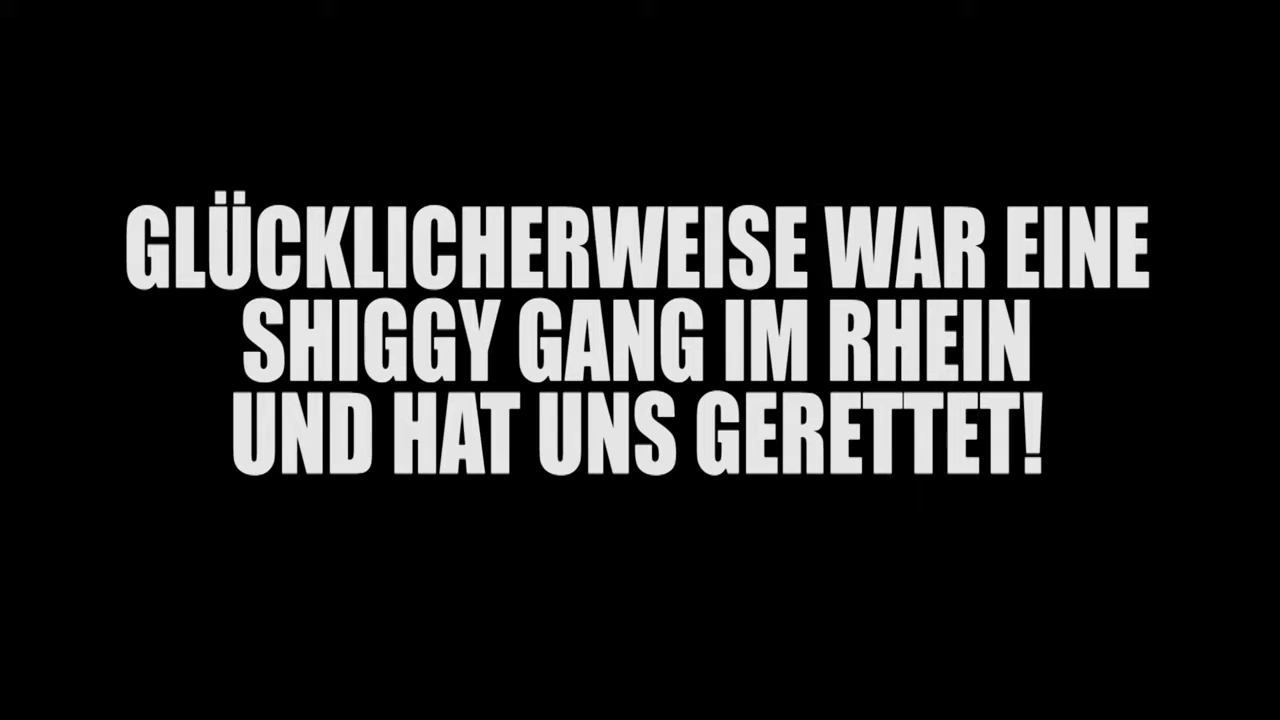 GLÜCKLICHERWEISE WAR EINE
SHIGGY GANG IM RHEIN
UND HAT UNS GERETTET!